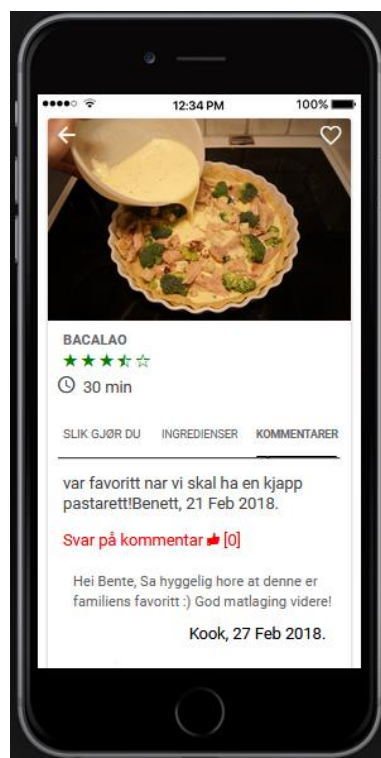 12:34 PM 100%
BACALAO
30 min
SLIK GJØR DU INGREDIENSER KOMMENTARER
var favoritt nar vi skal ha en kjapp
pastarett!Benett, 21 Feb 2018.
Svar på kommentar [0]
Hei Bente, Sa hyggelig hore at denne er
familiens favoritt :) God matlaging videre!
Kook, 27 Feb 2018.